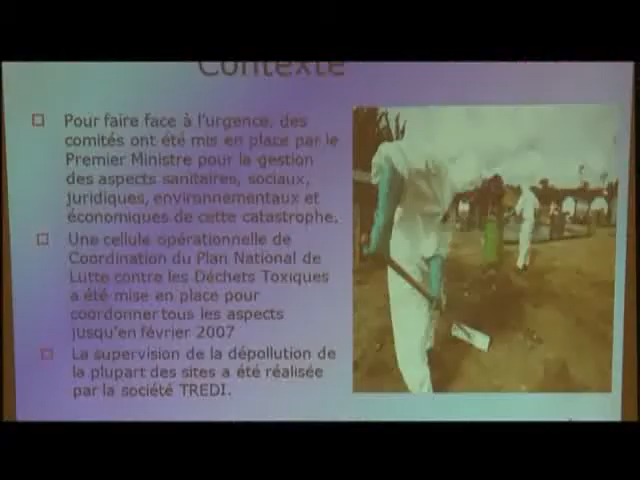 Contexte
Pour faire face à l'urgence, des
comités ont été mis en place par le
Premier Ministre pour la gestion
des aspects sanitaires, sociaux,
juridiques, environnementaux et
économiques de cette catastrophe.
Une cellule opérationnelle de
Coordination du Plan National de
Lutte contre les Déchets Toxiques
a été mise en place pour
coordonner tous les aspects
jusqu'en février 2007
La supervision de la dépollution de
la plupart des sites a été réalisée
par la société TREDI.